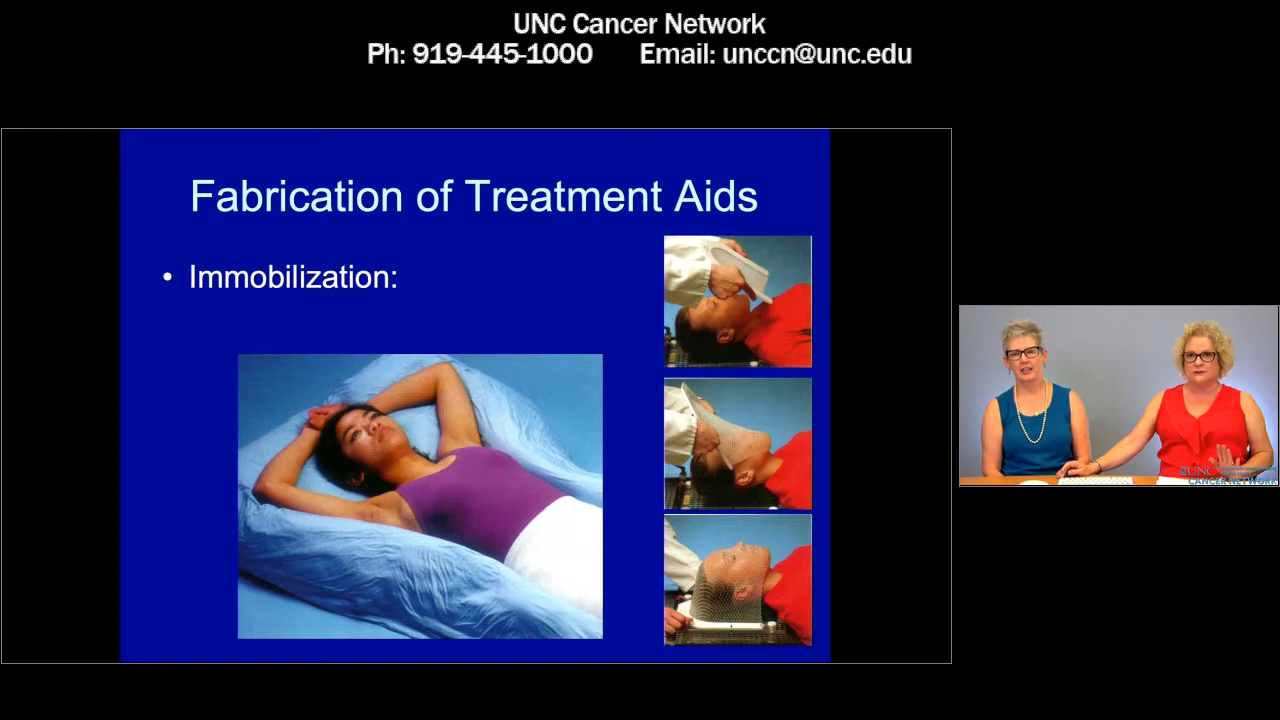 UNC Cancer Network
Ph: 919-445-1000 Email: unccn@unc.edu
Fabrication of Treatment Aids
• Immobilization:
UNC
CANCER NETWORK